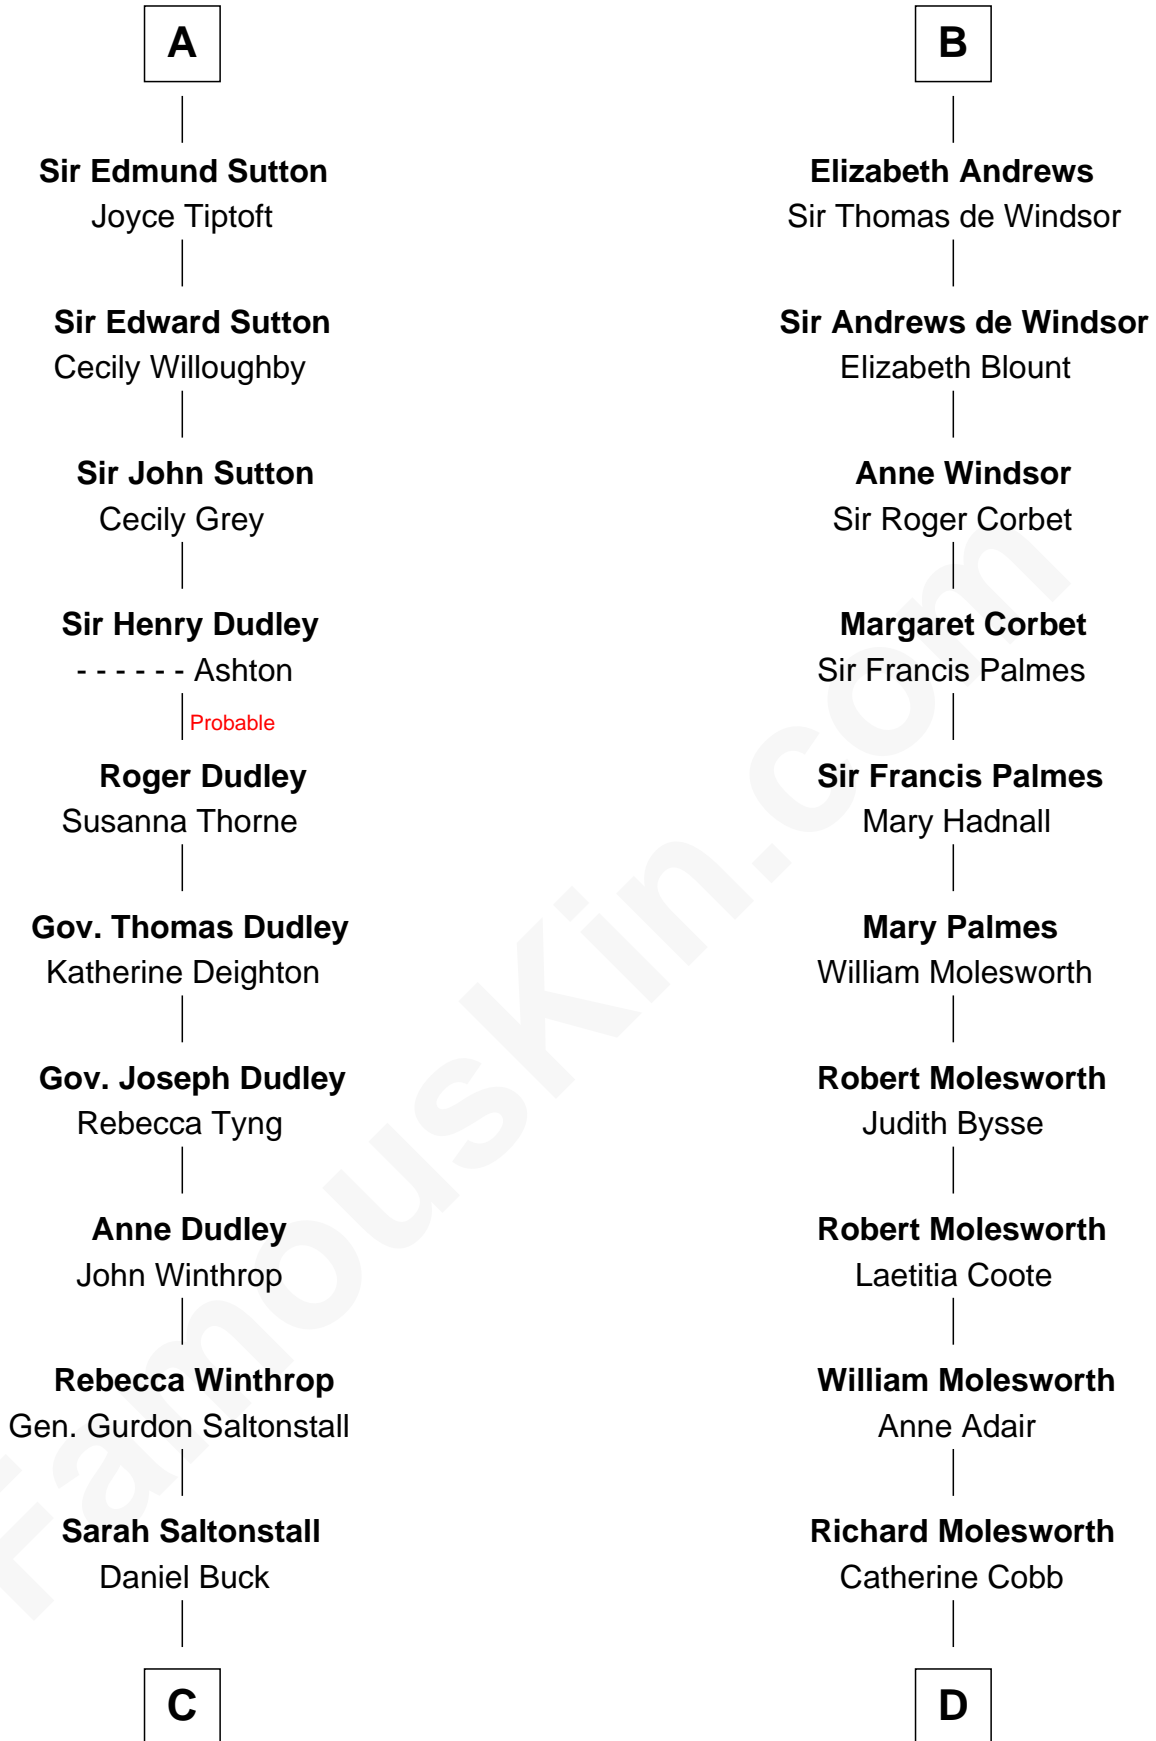 A
Sir Edmund Sutton
Joyce Tiptoft
Sir Edward Sutton
Cecily Willoughby
Sir John Sutton
Cecily Grey
Sir Henry Dudley
- - - - - - Ashton
Probable
Roger Dudley
Susanna Thorne
Gov. Thomas Dudley
Katherine Deighton
Gov. Joseph Dudley
Rebecca Tyng
Anne Dudley
John Winthrop
Rebecca Winthrop
Gen. Gurdon Saltonstall
Sarah Saltonstall
Daniel Buck
C
B
Elizabeth Andrews
Sir Thomas de Windsor
Sir Andrews de Windsor
Elizabeth Blount
Anne Windsor
Sir Roger Corbet
Margaret Corbet
Sir Francis Palmes
Sir Francis Palmes
Mary Hadnall
Mary Palmes
William Molesworth
Robert Molesworth
Judith Bysse
Robert Molesworth
Laetitia Coote
William Molesworth
Anne Adair
Richard Molesworth
Catherine Cobb
D
FamousKin.com